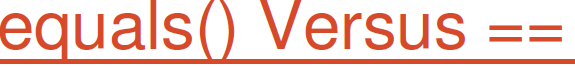 equals() Versus ==